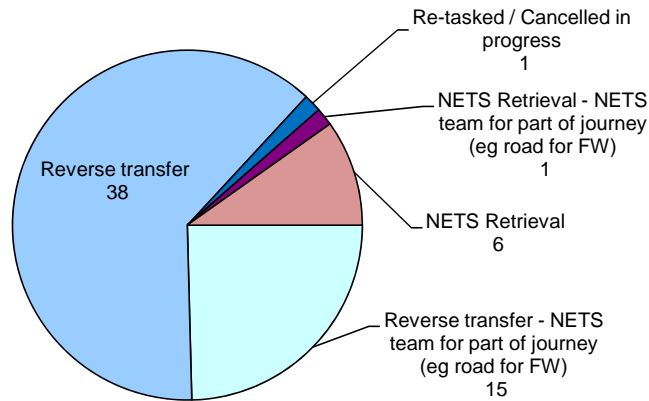 Re-tasked / Cancelled in
progress
1
NETS Retrieval - NETS
team for part of journey
(eg road for FW)
1
Reverse transfer
38
NETS Retrieval
6
Reverse transfer - NETS
team for part of journey
(eg road for FW)
15